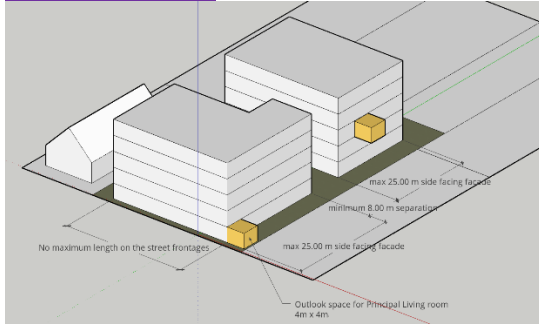 max 25.00 m side facing facade
minimum 8.00 m separation
No maximum length on the street frontages
max 25.00 m side facing facade
Outlook space for Principal Living room
4m x 4m